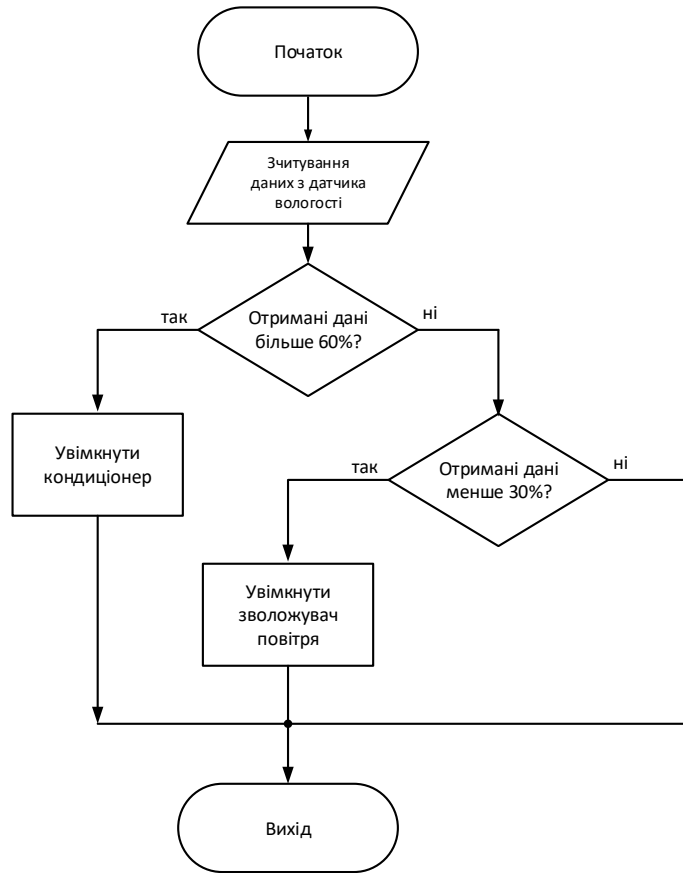 Початок
Зчитування
даних з датчика
вологості
Отримані дані
більше 60%?
так
ні
Увімкнути
кондиціонер
Отримані дані
менше 30%?
так
ні
Увімкнути
зволожувач
повітря
Вихід